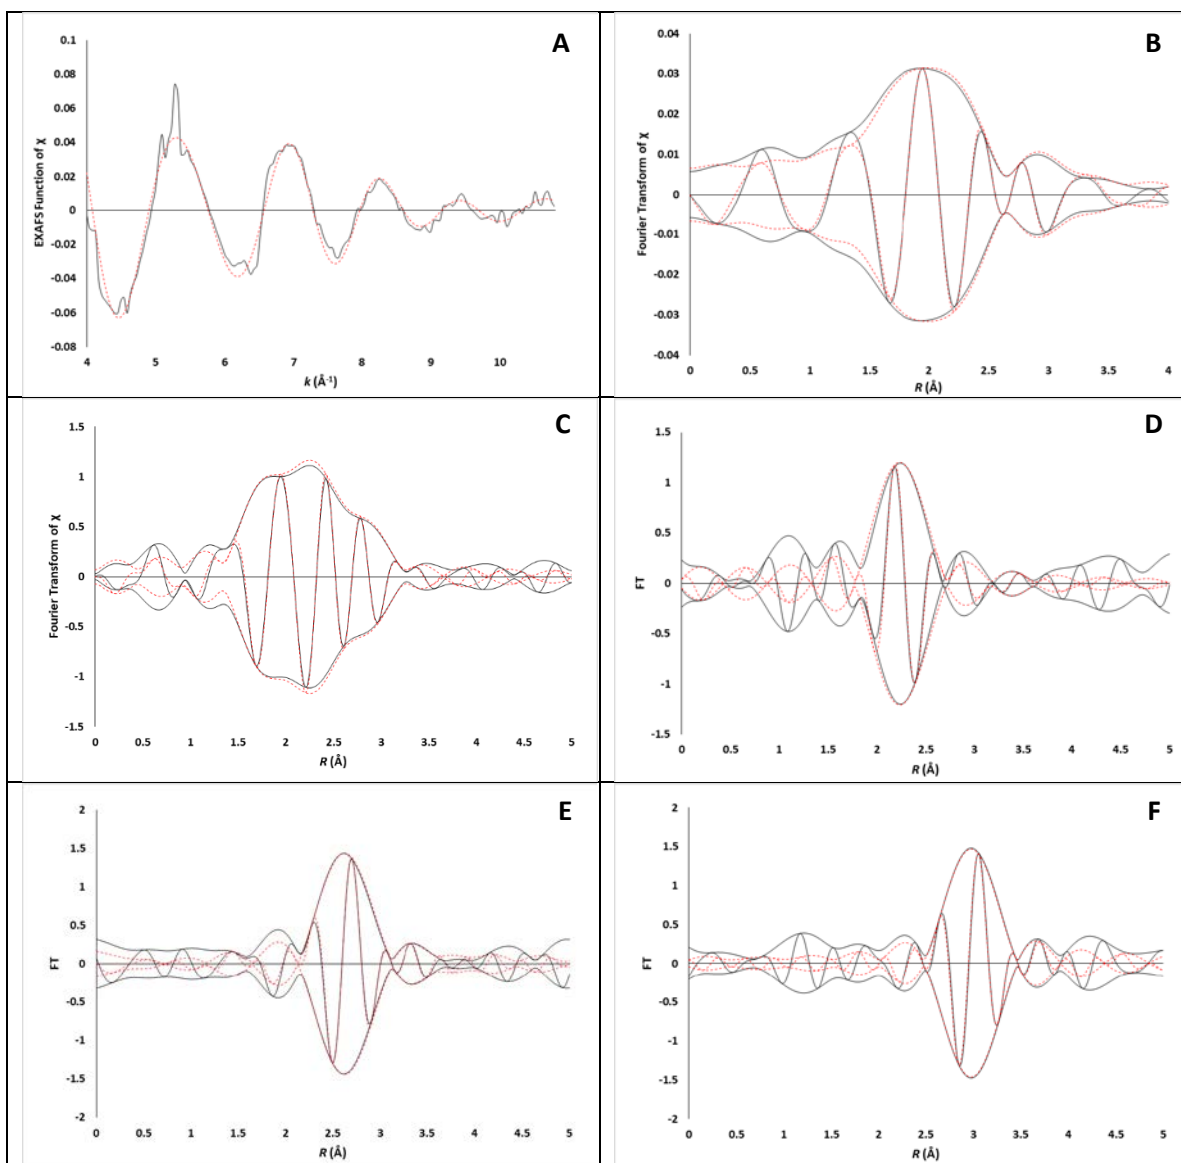 A
EXAFS Function of χ
0.1
0.08
0.06
0.04
0.02
0
-0.02
-0.04
-0.06
-0.08
4 5 6 7 8 9 10
k (Å-1)
B
Fourier Transform of χ
0.04
0.03
0.02
0.01
0
-0.01
-0.02
-0.03
-0.04
0 0.5 1 1.5 2 2.5 3 3.5 4
R (Å)
C
Fourier Transform of χ
1.5
1
0.5
0
-0.5
-1
-1.5
0 0.5 1 1.5 2 2.5 3 3.5 4 4.5 5
R (Å)
D
FT
1.5
1
0.5
0
-0.5
-1
-1.5
0 0.5 1 1.5 2 2.5 3 3.5 4 4.5 5
R (Å)
E
FT
2
1.5
1
0.5
0
-0.5
-1
-1.5
-2
0 0.5 1 1.5 2 2.5 3 3.5 4 4.5 5
R (Å)
F
FT
2
1.5
1
0.5
0
-0.5
-1
-1.5
-2
0 0.5 1 1.5 2 2.5 3 3.5 4 4.5 5
R (Å)